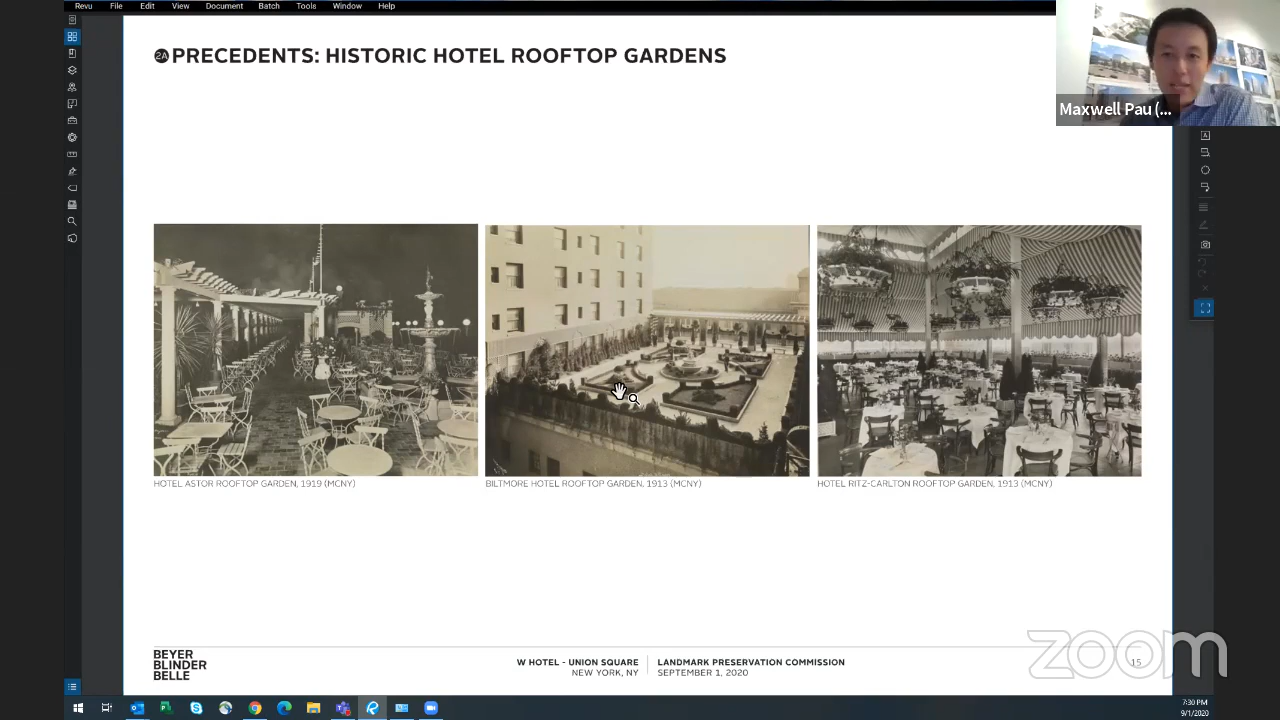 Revu File Edit View Document Batch Tools Window Help
2A PRECEDENTS: HISTORIC HOTEL ROOFTOP GARDENS
Maxwell Pau (...
HOTEL ASTOR ROOFTOP GARDEN, 1919 (MCNY)
BILTMORE HOTEL ROOFTOP GARDEN, 1913 (MCNY)
HOTEL RITZ-CARLTON ROOFTOP GARDEN, 1913 (MCNY)
BEYER
BLINDER
BELLE
W HOTEL - UNION SQUARE
NEW YORK, NY
LANDMARK PRESERVATION COMMISSION
SEPTEMBER 1, 2020
15
zoom
7:30 PM
9/1/2020